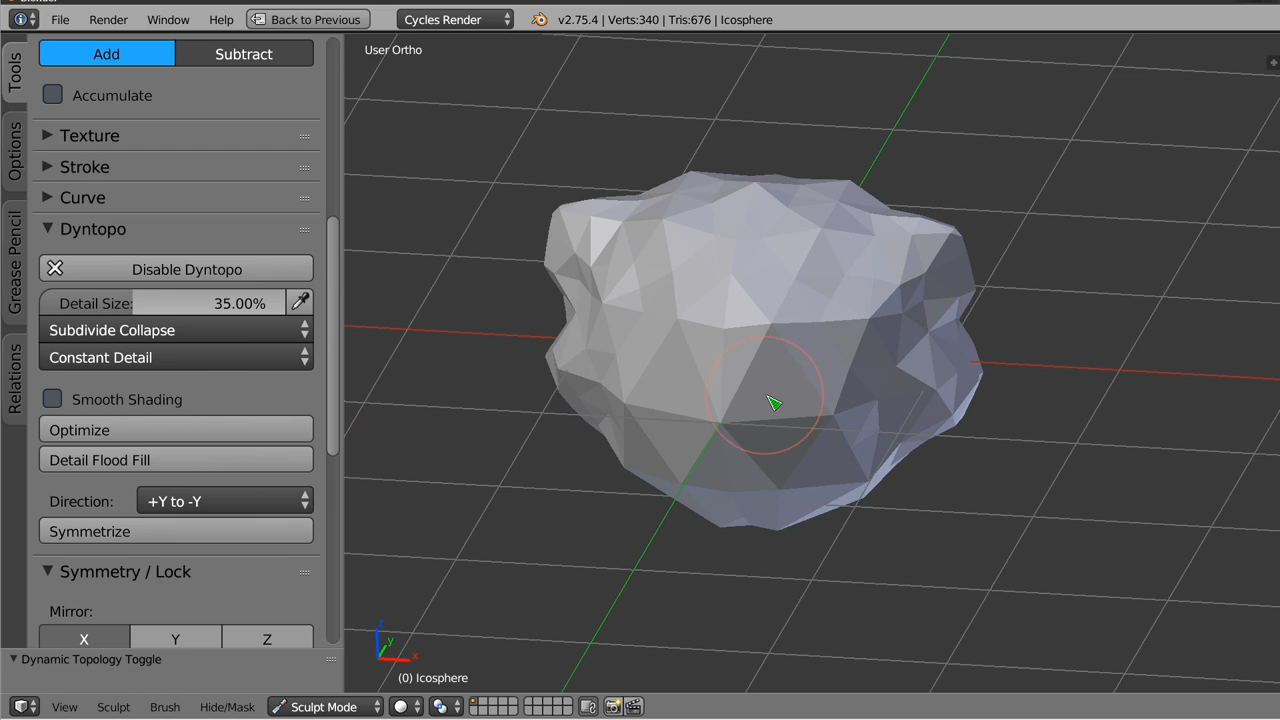 File Render Window Help Back to Previous Cycles Render v2.75.4 | Verts:340 | Tris:676 | Icosphere
Tools
Options
Grease Pencil
Relations
Add Subtract
Accumulate
Texture
Stroke
Curve
Dyntopo
Disable Dyntopo
Detail Size: 35.00%
Subdivide Collapse
Constant Detail
Smooth Shading
Optimize
Detail Flood Fill
Direction: +Y to -Y
Symmetrize
Symmetry / Lock
Mirror:
X Y Z
Dynamic Topology Toggle
User Ortho
z
y
x
(0) Icosphere
View Sculpt Brush Hide/Mask Sculpt Mode